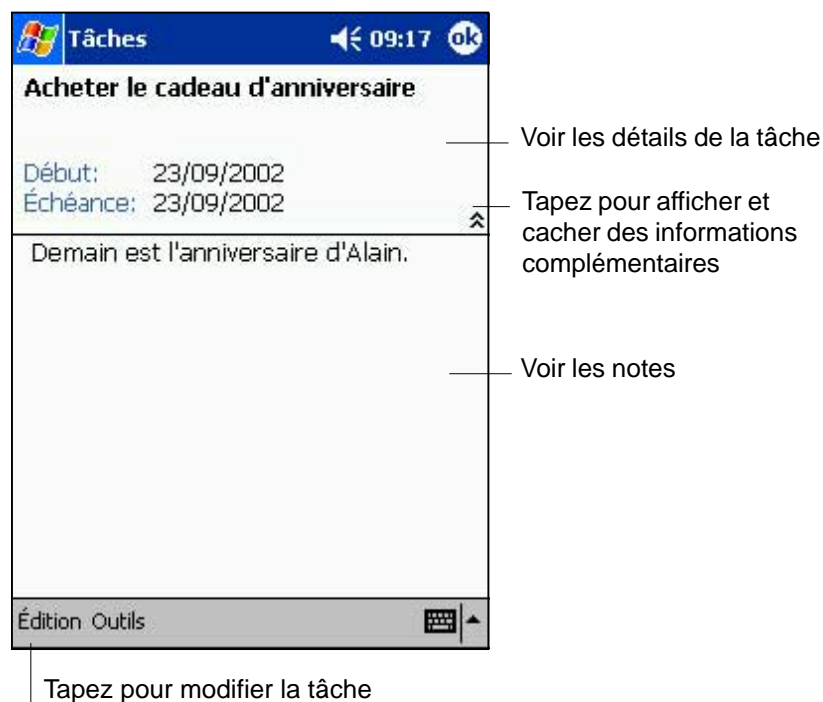 Tâches 09:17 ok
Acheter le cadeau d'anniversaire
Voir les détails de la tâche
Début: 23/09/2002
Échéance: 23/09/2002
Tapez pour afficher et
cacher des informations
complémentaires
Demain est l'anniversaire d'Alain.
Voir les notes
Édition Outils
Tapez pour modifier la tâche